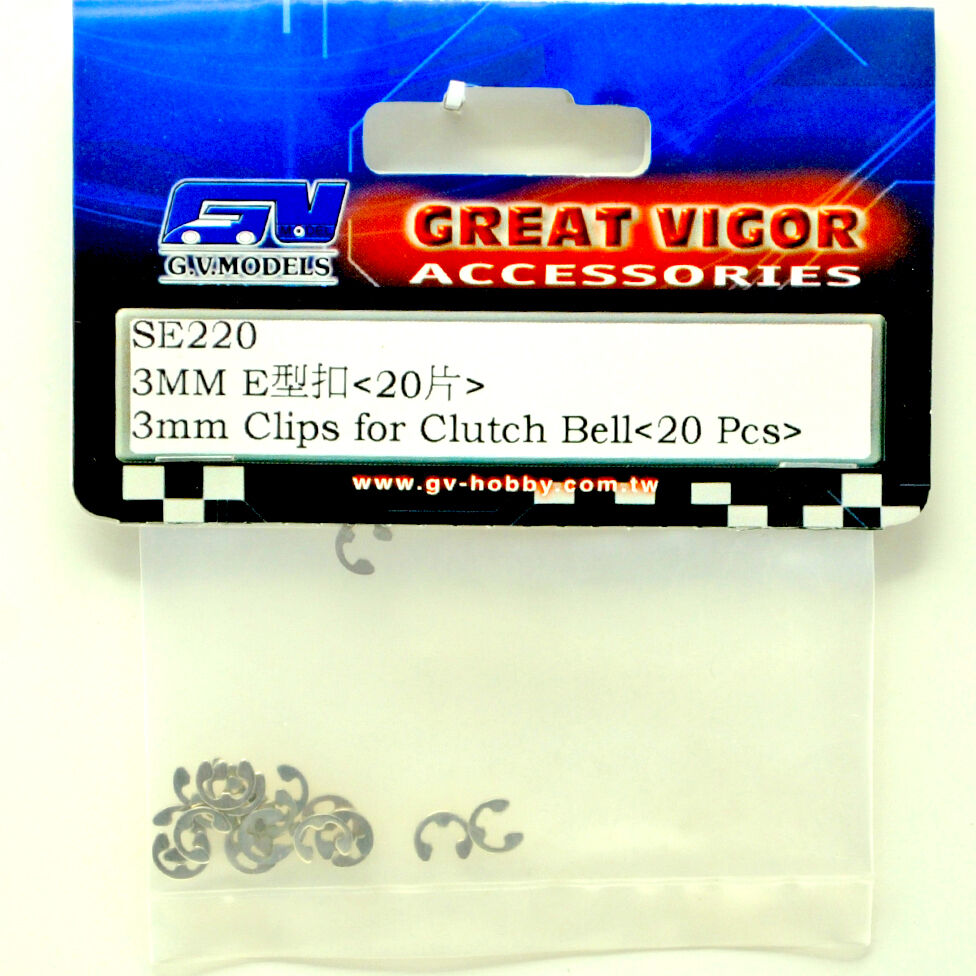 GV
MODEL
G.V.MODELS
GREAT VIGOR
ACCESSORIES
SE220
3MM E型扣<20片>
3mm Clips for Clutch Bell<20 Pcs>
www.gv-hobby.com.tw